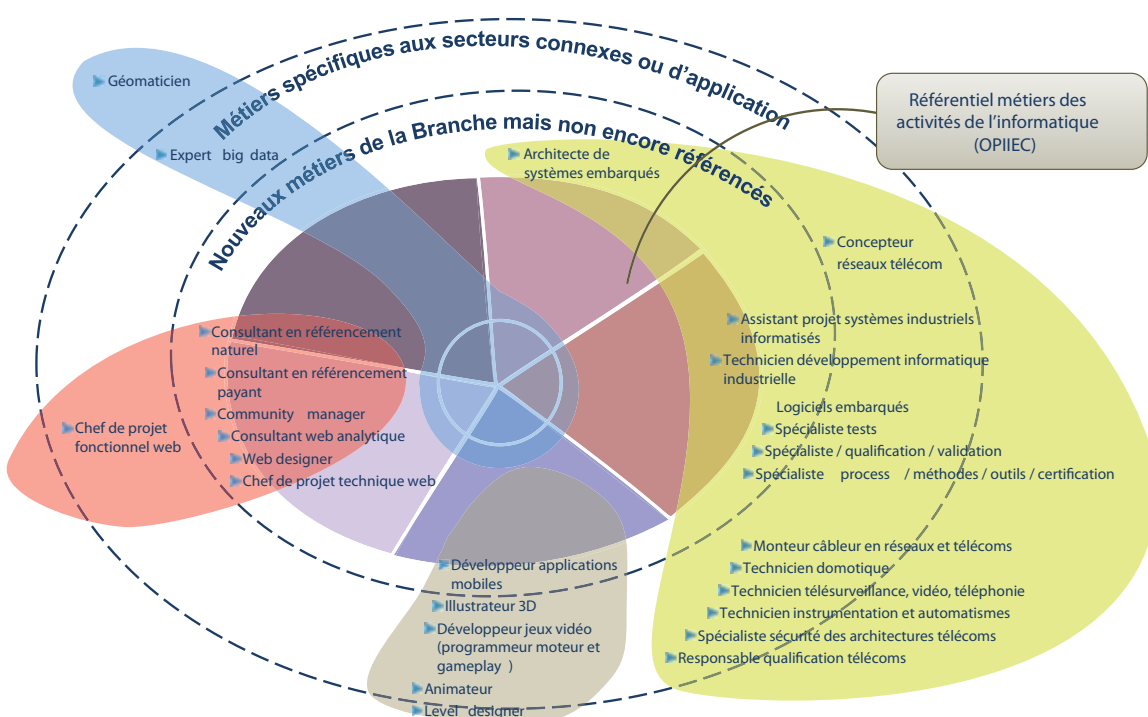 Métiers spécifiques aux secteurs connexes ou d'application
Nouveaux métiers de la Branche mais non encore référencés
Référentiel métiers des
activités de l'informatique
(OPIIEC)
Géomaticien
Expert big data
Architecte de
systèmes embarqués
Concepteur
réseaux télécom
Assistant projet systèmes industriels
informatisés
Technicien développement informatique
industrielle
Logiciels embarqués
Spécialiste tests
Spécialiste / qualification / validation
Spécialiste process / méthodes / outils / certification
Monteur câbleur en réseaux et télécoms
Technicien domotique
Technicien télésurveillance, vidéo, téléphonie
Technicien instrumentation et automatismes
Spécialiste sécurité des architectures télécoms
Responsable qualification télécoms
Consultant en référencement
naturel
Consultant en référencement
payant
Community manager
Consultant web analytique
Web designer
Chef de projet technique web
Chef de projet
fonctionnel web
Développeur applications
mobiles
Illustrateur 3D
Développeur jeux vidéo
(programmeur moteur et
gameplay )
Animateur
Level designer